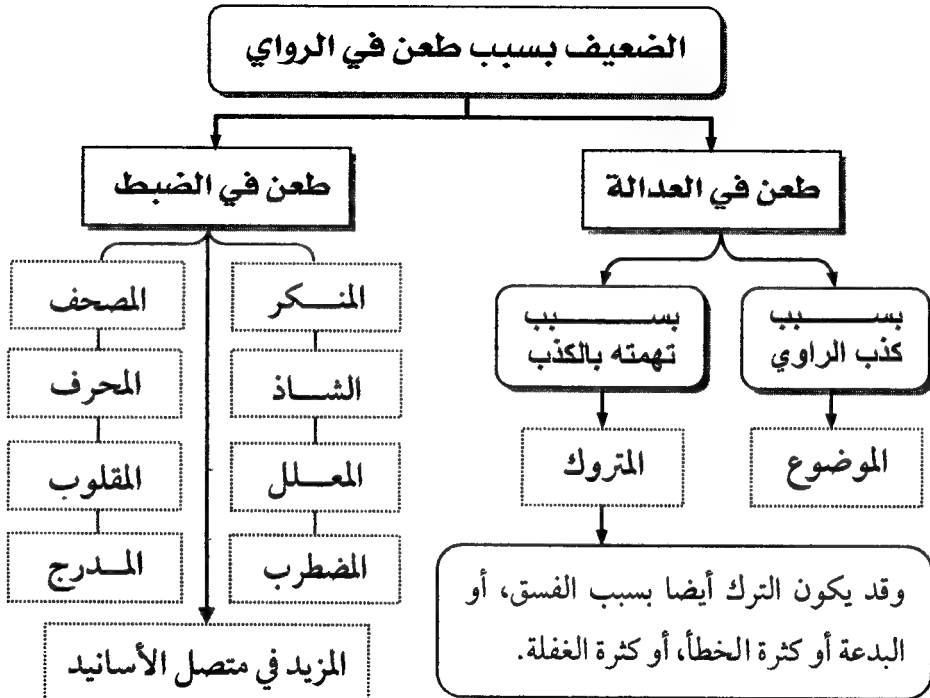 الضعيف بسبب طعن في الرواي
طعن في العدالة
طعن في الضبط
بسبب
كذب الراوي
بسبب
تهمته بالكذب
الموضوع
المتروك
وقد يكون الترك أيضا بسبب الفسق، أو
البدعة أو كثرة الخطأ، أو كثرة الغفلة.
المنكر
الشاذ
المعلل
المضطرب
المصحف
المحرف
المقلوب
المدرج
المزيد في متصل الأسانيد